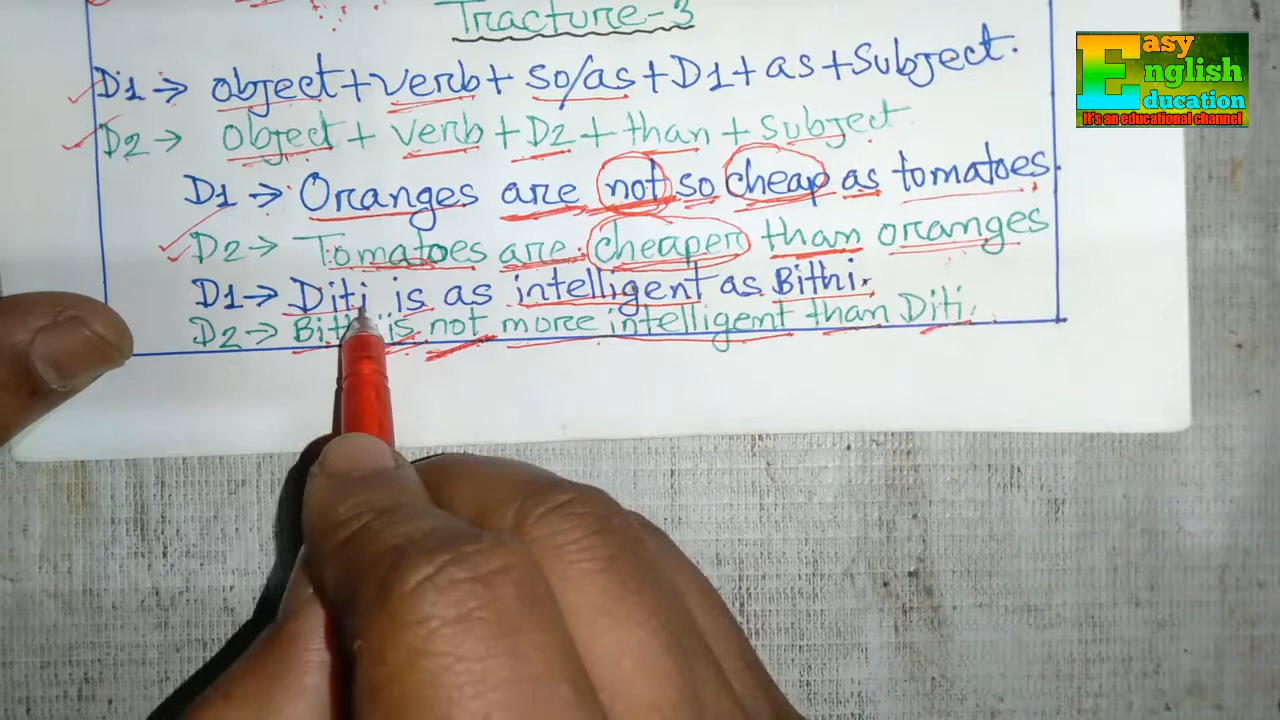 Tracture-3
D1→ object+verb+ so/as+D1+as+Subject.
D2→ object + verb + D2 + than + Subject
D1→ Oranges are not so cheap as tomatoes.
D2→ Tomatoes are cheaper than oranges
D1→ Diti is as intelligent as Bithi.
D2→ Bithi is not more intelligent than Diti.
Easy
English
Education
it's an educational channel